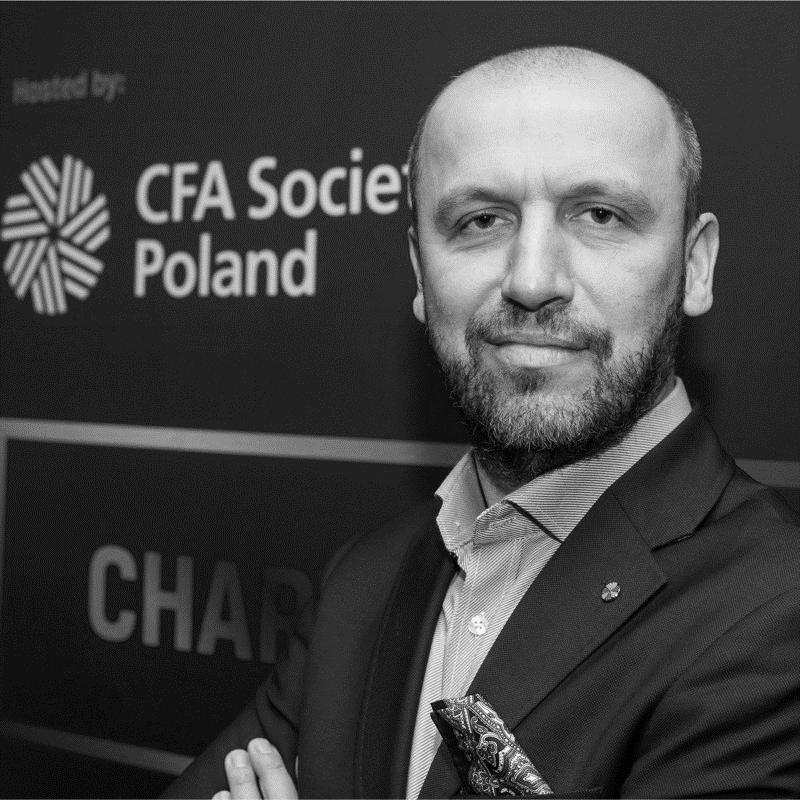 Hosted by:
CFA Societ
Poland
CHAR